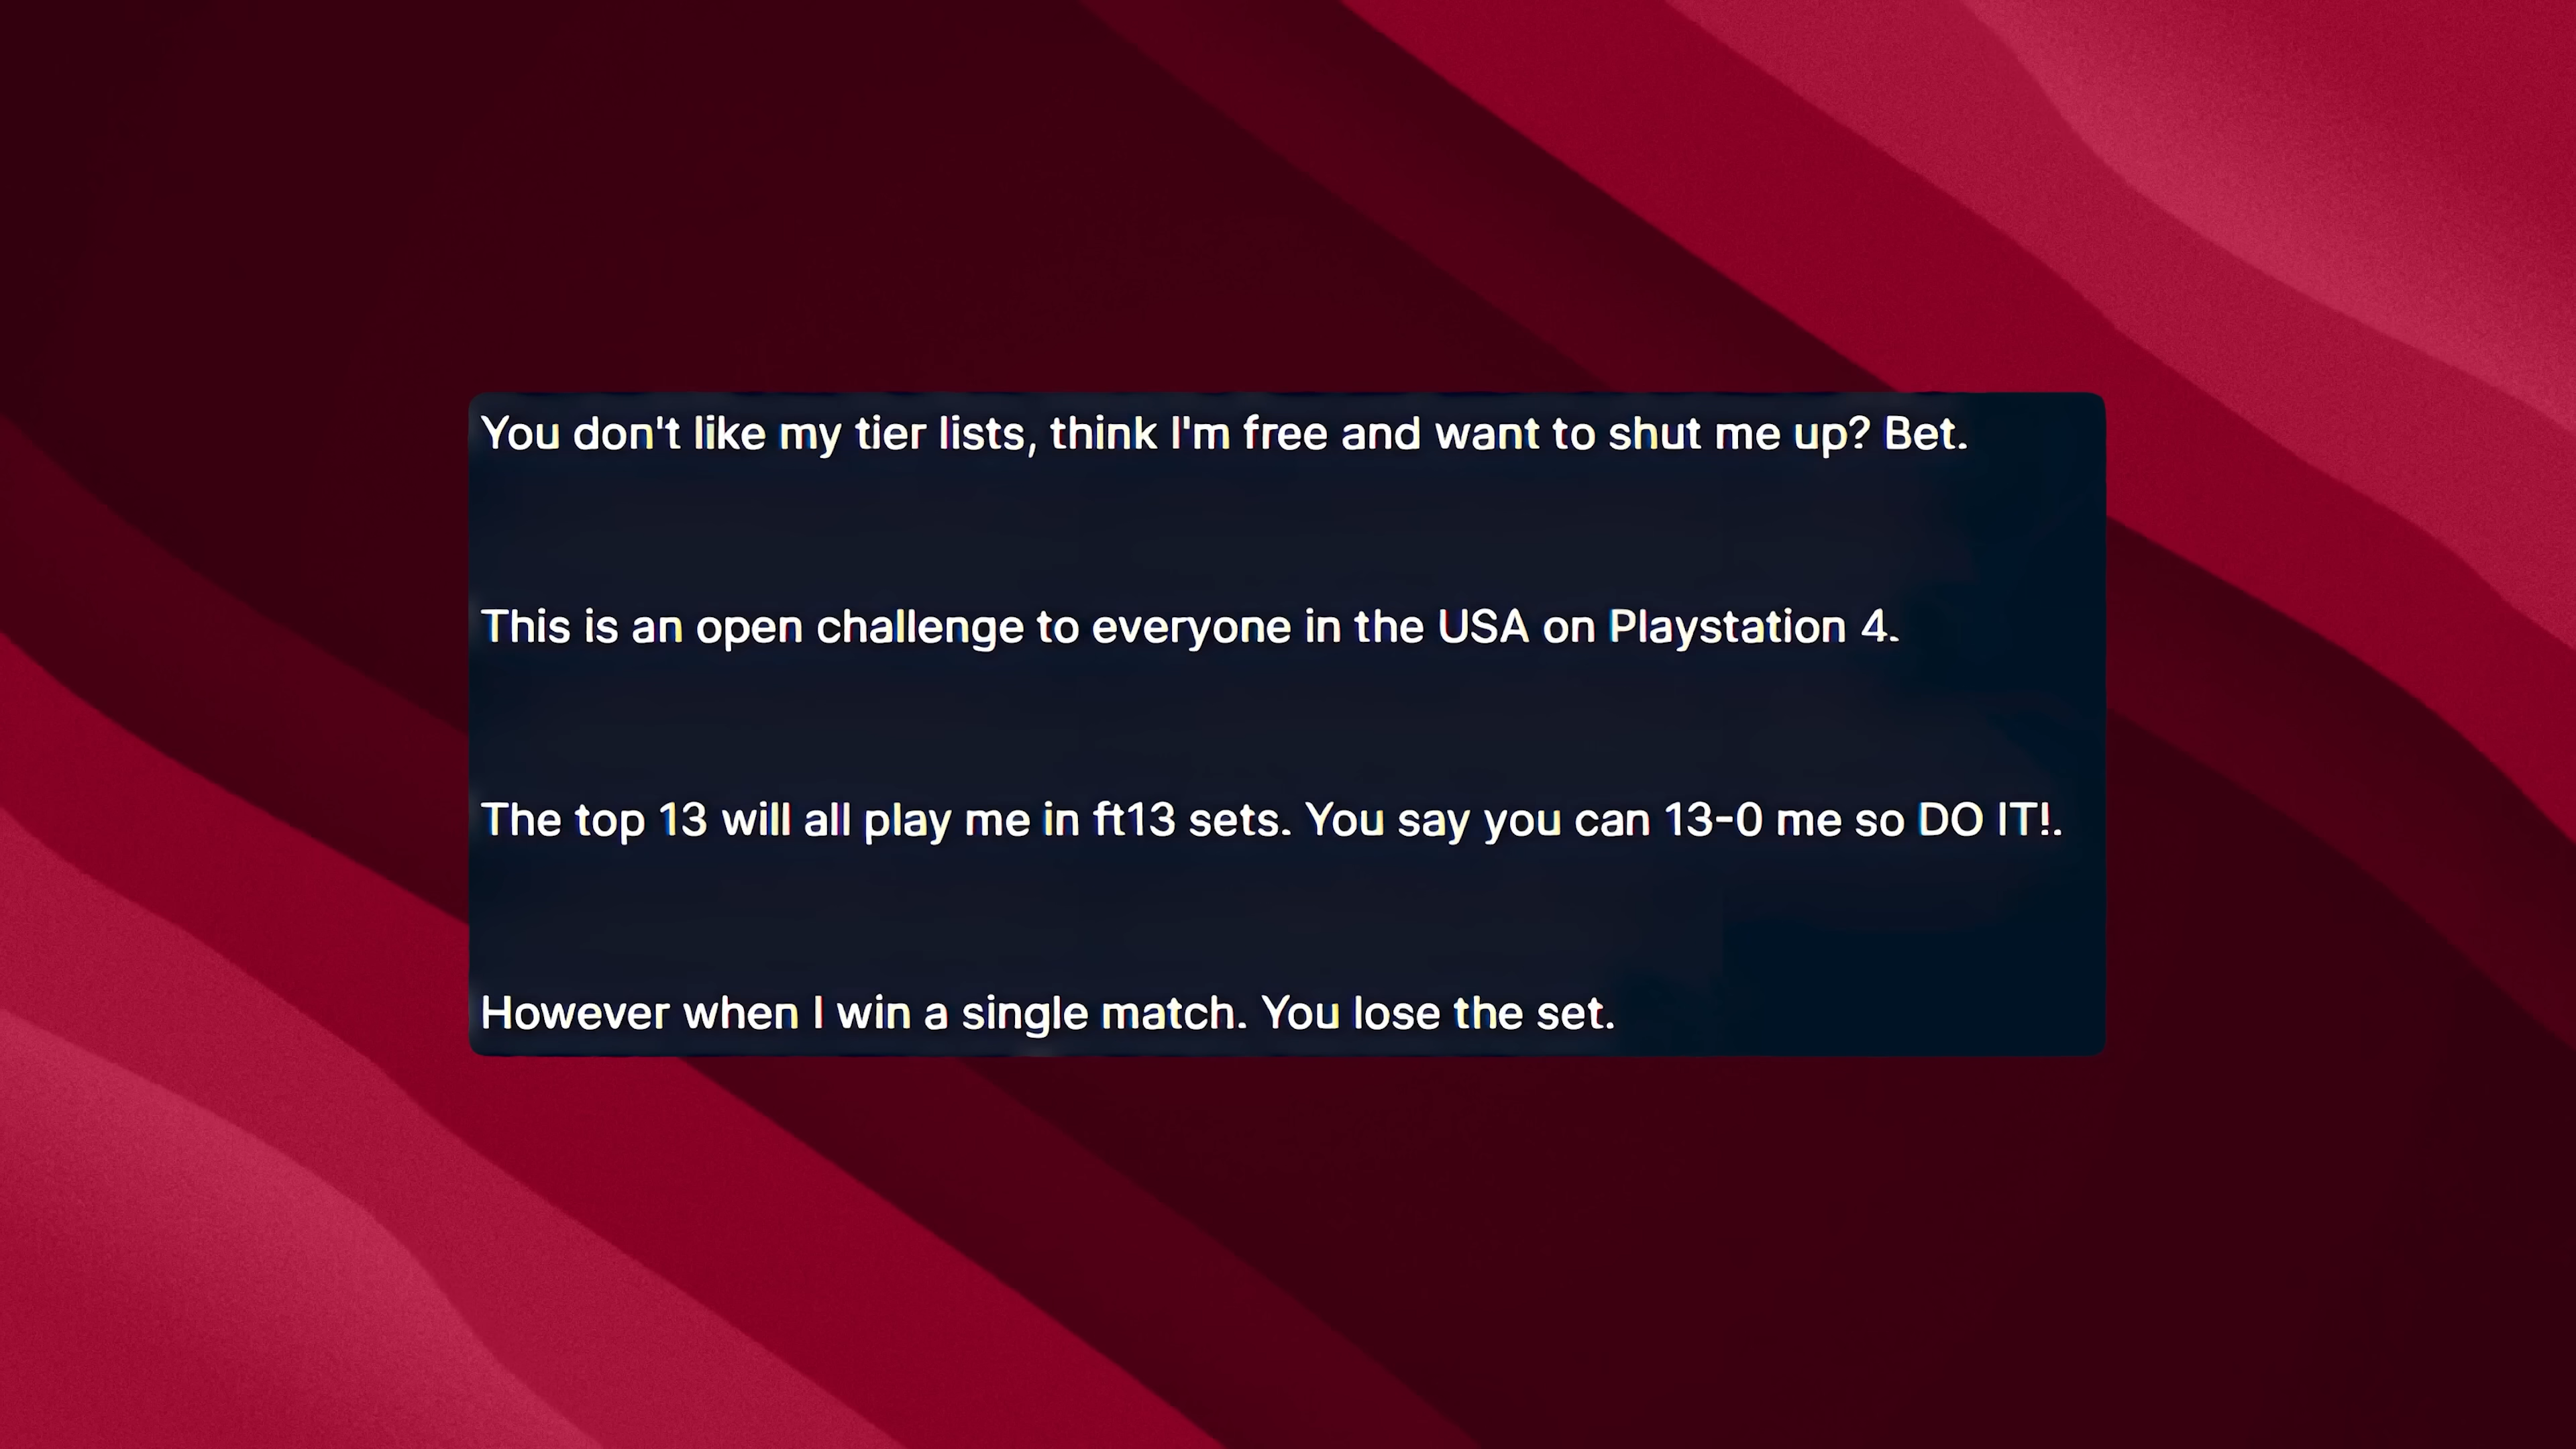 You don't like my tier lists, think I'm free and want to shut me up? Bet.
This is an open challenge to everyone in the USA on Playstation 4.
The top 13 will all play me in ft13 sets. You say you can 13-0 me so DO IT!.
However when I win a single match. You lose the set.